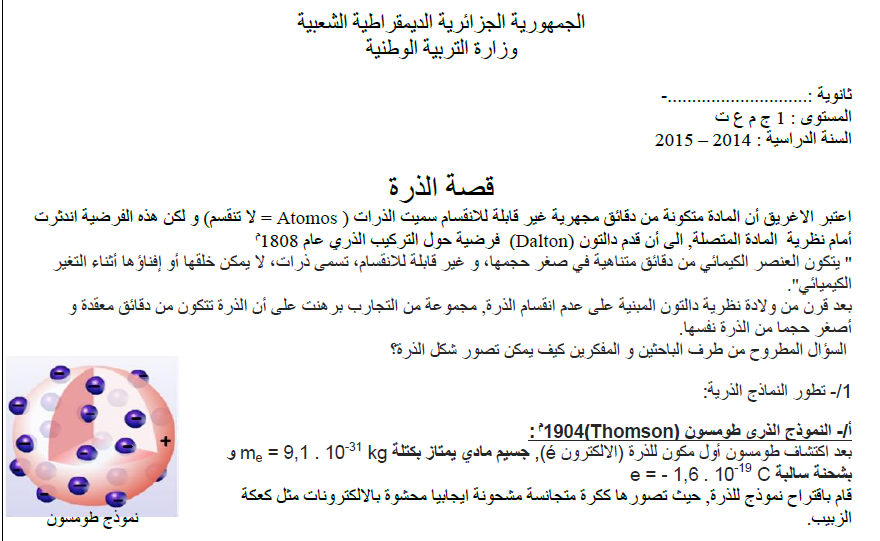 الجمهورية الجزائرية الديمقراطية الشعبية
وزارة التربية الوطنية
ثانوية :.............................-
المستوى : 1 ج م ع ت
السنة الدراسية : 2014 – 2015
قصة الذرة
اعتبر الاغريق أن المادة متكونة من دقائق مجهرية غير قابلة للانقسام سميت الذرات ( Atomos = لا تنقسم) و لكن هذه الفرضية اندثرت
أمام نظرية المادة المتصلة, الى أن قدم دالتون (Dalton) فرضية حول التركيب الذري عام 1808م
" يتكون العنصر الكيمائي من دقائق متناهية في صغر حجمها، و غير قابلة للانقسام، تسمى ذرات، لا يمكن خلقها أو إفناؤها أثناء التغير
الكيميائي".
بعد قرن من ولادة نظرية دالتون المبنية على عدم انقسام الذرة, مجموعة من التجارب برهنت على أن الذرة تتكون من دقائق معقدة و
أصغر حجما من الذرة نفسها.
السؤال المطروح من طرف الباحثين و المفكرين كيف يمكن تصور شكل الذرة؟
1/- تطور النماذج الذرية:
أ/- النموذج الذري طومسون (Thomson)1904م :
بعد اكتشاف طومسون أول مكون للذرة (الالكترون é), جسيم مادي يمتاز بكتلة me = 9,1 . 10-31 kg و
بشحنة سالبة e = - 1,6 . 10-19 C
قام باقتراح نموذج للذرة, حيث تصورها ككرة متجانسة مشحونة ايجابيا محشوة بالالكترونات مثل كعكة
الزبيب.
+
نموذج طومسون